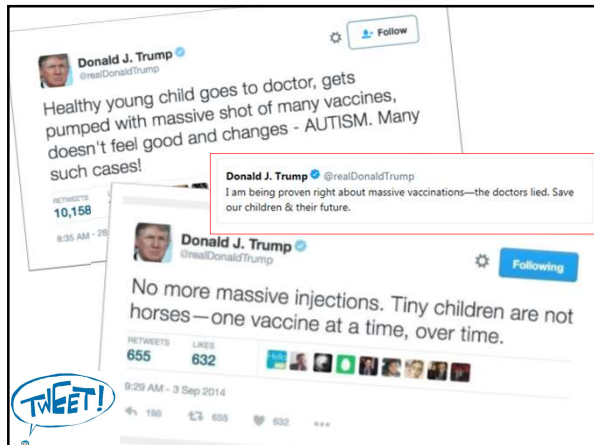 Follow
Donald J. Trump
@realDonaldTrump
Healthy young child goes to doctor, gets
pumped with massive shot of many vaccines,
doesn't feel good and changes - AUTISM. Many
such cases!
RETWEETS
10,158
8:35 AM - 28
Donald J. Trump @realDonaldTrump
I am being proven right about massive vaccinations—the doctors lied. Save
our children & their future.
Donald J. Trump
@realDonaldTrump
Following
No more massive injections. Tiny children are not
horses—one vaccine at a time, over time.
RETWEETS LIKES
655 632
9:29 AM - 3 Sep 2014
198 655 632
TWEET!